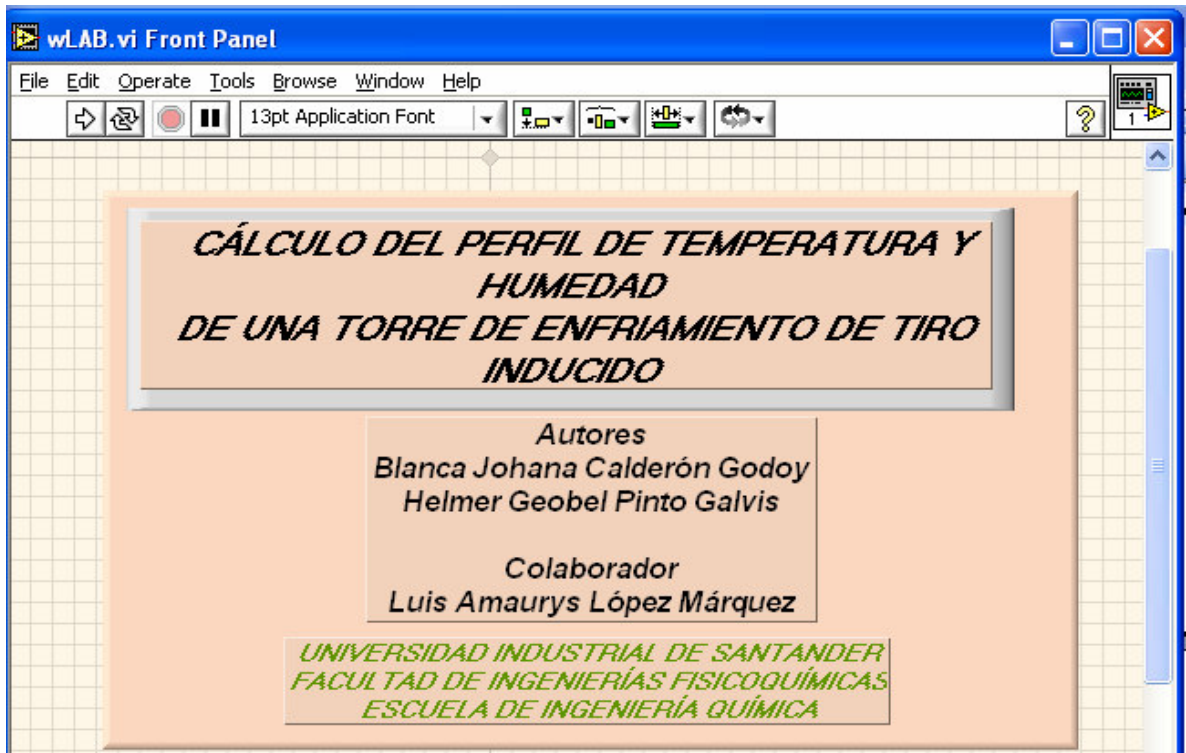 wLAB.vi Front Panel
File Edit Operate Tools Browse Window Help
13pt Application Font
?
1
CÁLCULO DEL PERFIL DE TEMPERATURA Y
HUMEDAD
DE UNA TORRE DE ENFRIAMIENTO DE TIRO
INDUCIDO
Autores
Blanca Johana Calderón Godoy
Helmer Geobel Pinto Galvis
Colaborador
Luis Amaurys López Márquez
UNIVERSIDAD INDUSTRIAL DE SANTANDER
FACULTAD DE INGENIERÍAS FISICOQUÍMICAS
ESCUELA DE INGENIERÍA QUÍMICA